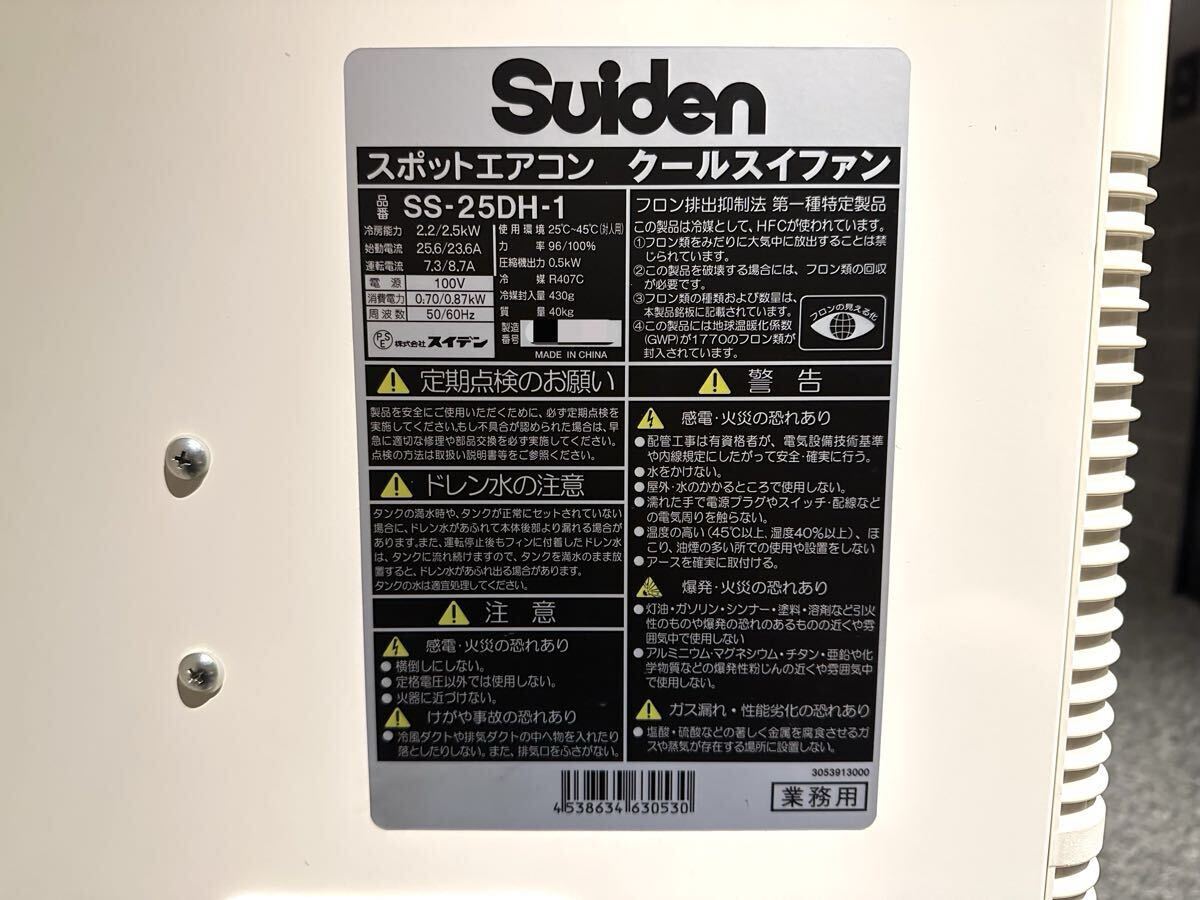 Suiden
スポットエアコン クールスイファン
品番 SS-25DH-1
冷房能力 2.2/2.5kW
始動電流 25.6/23.6A
運転電流 7.3/8.7A
電源 100V
消費電力 0.70/0.87kW
周波数 50/60Hz
PSE 株式会社 スイデン
使用環境 25℃~45℃(対人用)
力率 96/100%
圧縮機出力 0.5kW
冷媒 R407C
冷媒封入量 430g
質量 40kg
製造番号
MADE IN CHINA
フロン排出抑制法 第一種特定製品
この製品は冷媒として、HFCが使われています。
①フロン類をみだりに大気中に放出することは禁
じられています。
②この製品を破壊する場合には、フロン類の回収
が必要です。
③フロン類の種類および数量は、
本製品銘板に記載されています。
④この製品には地球温暖化係数
(GWP)が1770のフロン類が
封入されています。
フロンの見える化
定期点検のお願い
製品を安全にご使用いただくために、必ず定期点検を
実施してください。もし不具合が認められた場合は、早
急に適切な修理や部品交換を必ず実施してください。
点検の方法は取扱い説明書等をご参照ください。
ドレン水の注意
タンクの満水時や、タンクが正常にセットされていない
場合に、ドレン水があふれて本体後部より漏れる場合が
あります。また、運転停止後もフィンに付着したドレン水
は、タンクに流れ続けますので、タンクを満水のまま放
置すると、ドレン水があふれ出る場合があります。
タンクの水は適宜処理してください。
注意
感電・火災の恐れあり
●横倒しにしない。
●定格電圧以外では使用しない。
●火器に近づけない。
けがや事故の恐れあり
●冷風ダクトや排気ダクトの中へ物を入れたり
落としたりしない。また、排気口をふさがない。
警告
感電・火災の恐れあり
●配管工事は有資格者が、電気設備技術基準
や内線規定にしたがって安全・確実に行う。
●水をかけない。
●屋外・水のかかるところで使用しない。
●濡れた手で電源プラグやスイッチ・配線など
の電気周りを触らない。
●温度の高い(45℃以上、湿度40%以上)、ほ
こり、油煙の多い所での使用や設置をしない
●アースを確実に取付ける。
爆発・火災の恐れあり
●灯油・ガソリン・シンナー・塗料・溶剤など引火
性のものや爆発の恐れのあるものの近くや雰
囲気中で使用しない
●アルミニウム・マグネシウム・チタン・亜鉛や化
学物質などの爆発性粉じんの近くや雰囲気中
で使用しない。
ガス漏れ・性能劣化の恐れあり
●塩酸・硫酸などの著しく金属を腐食させるガ
スや蒸気が存在する場所に設置しない。
3053913000
4538634630530
業務用